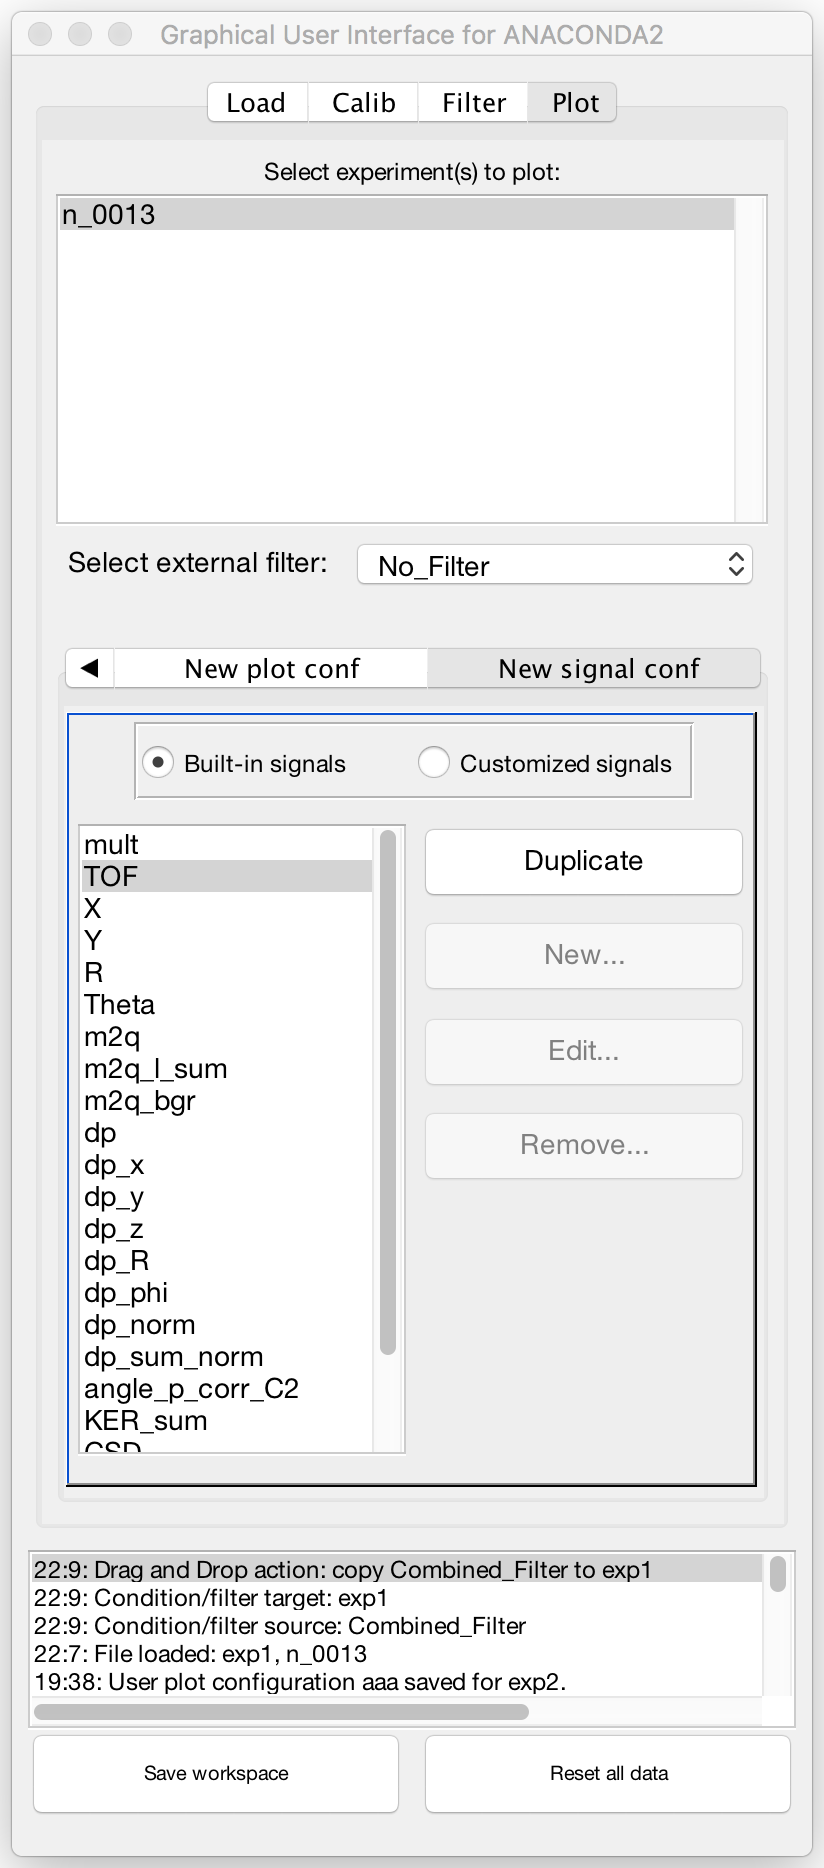 Graphical User Interface for ANACONDA2
Load Calib Filter Plot
Select experiment(s) to plot:
n_0013
Select external filter: No_Filter
◀ New plot conf New signal conf
Built-in signals Customized signals
mult
TOF
X
Y
R
Theta
m2q
m2q_l_sum
m2q_bgr
dp
dp_x
dp_y
dp_z
dp_R
dp_phi
dp_norm
dp_sum_norm
angle_p_corr_C2
KER_sum
CSD
Duplicate
New...
Edit...
Remove...
22:9: Drag and Drop action: copy Combined_Filter to exp1
22:9: Condition/filter target: exp1
22:9: Condition/filter source: Combined_Filter
22:7: File loaded: exp1, n_0013
19:38: User plot configuration aaa saved for exp2.
Save workspace Reset all data